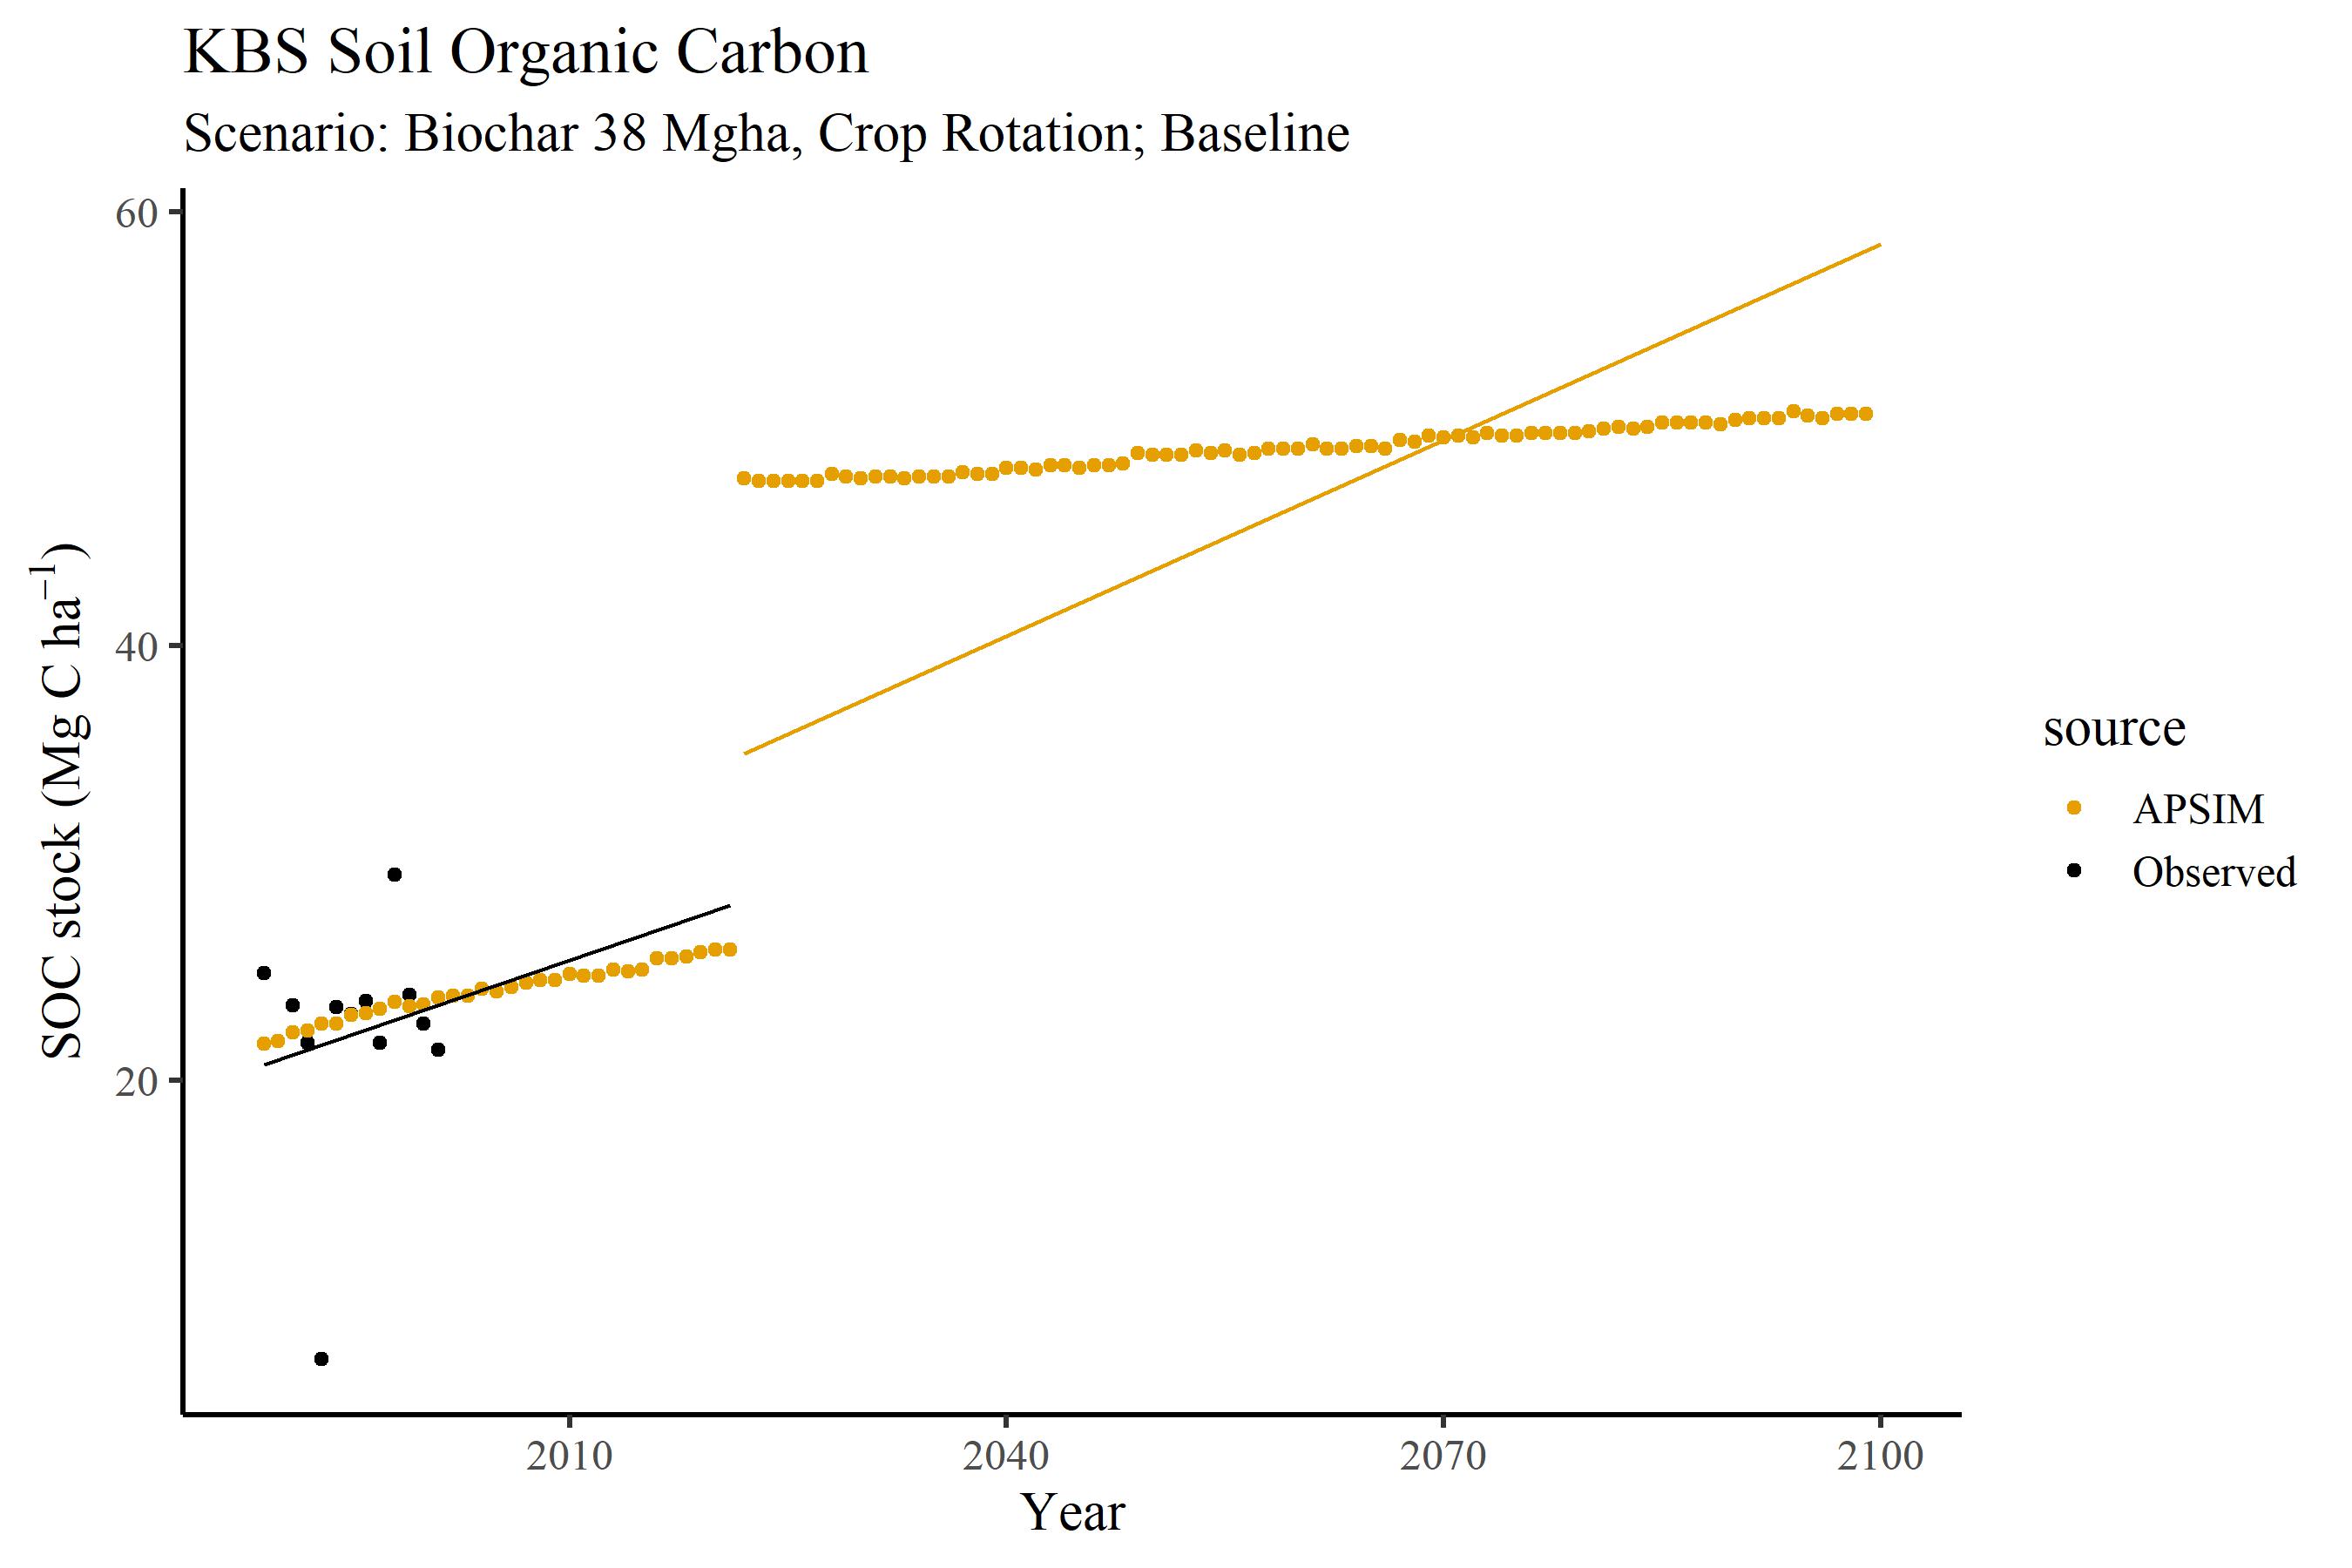 KBS Soil Organic Carbon
Scenario: Biochar 38 Mgha, Crop Rotation; Baseline
60
40
20
SOC stock (Mg C ha⁻¹)
2010 2040 2070 2100
Year
source
APSIM
Observed